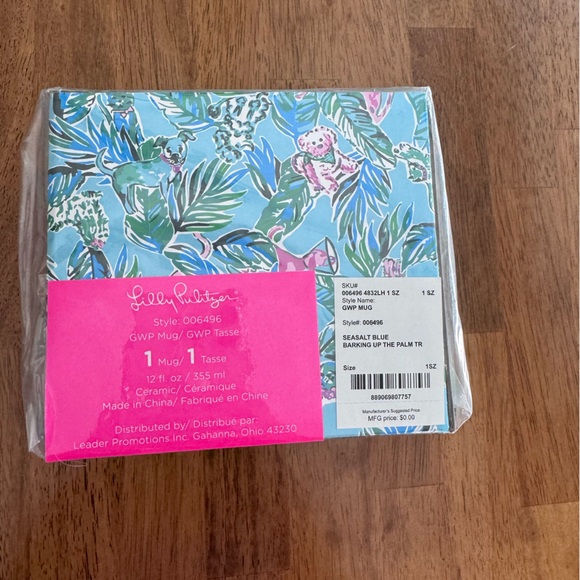 Lilly Pulitzer
Style: 006496
GWP Mug/ GWP Tasse
1 Mug/ 1 Tasse
12 fl. oz / 355 ml
Ceramic/ Céramique
Made in China/ Fabriqué en Chine
Distributed by/ Distribué par:
Leader Promotions Inc. Gahanna, Ohio 43230
SKU#
006496 4832LH 1 SZ 1 SZ
Style Name:
GWP MUG
Style#: 006496
SEASALT BLUE
BARKING UP THE PALM TR
Size 1SZ
889069807757
Manufacturer's Suggested Price
MFG price: $0.00